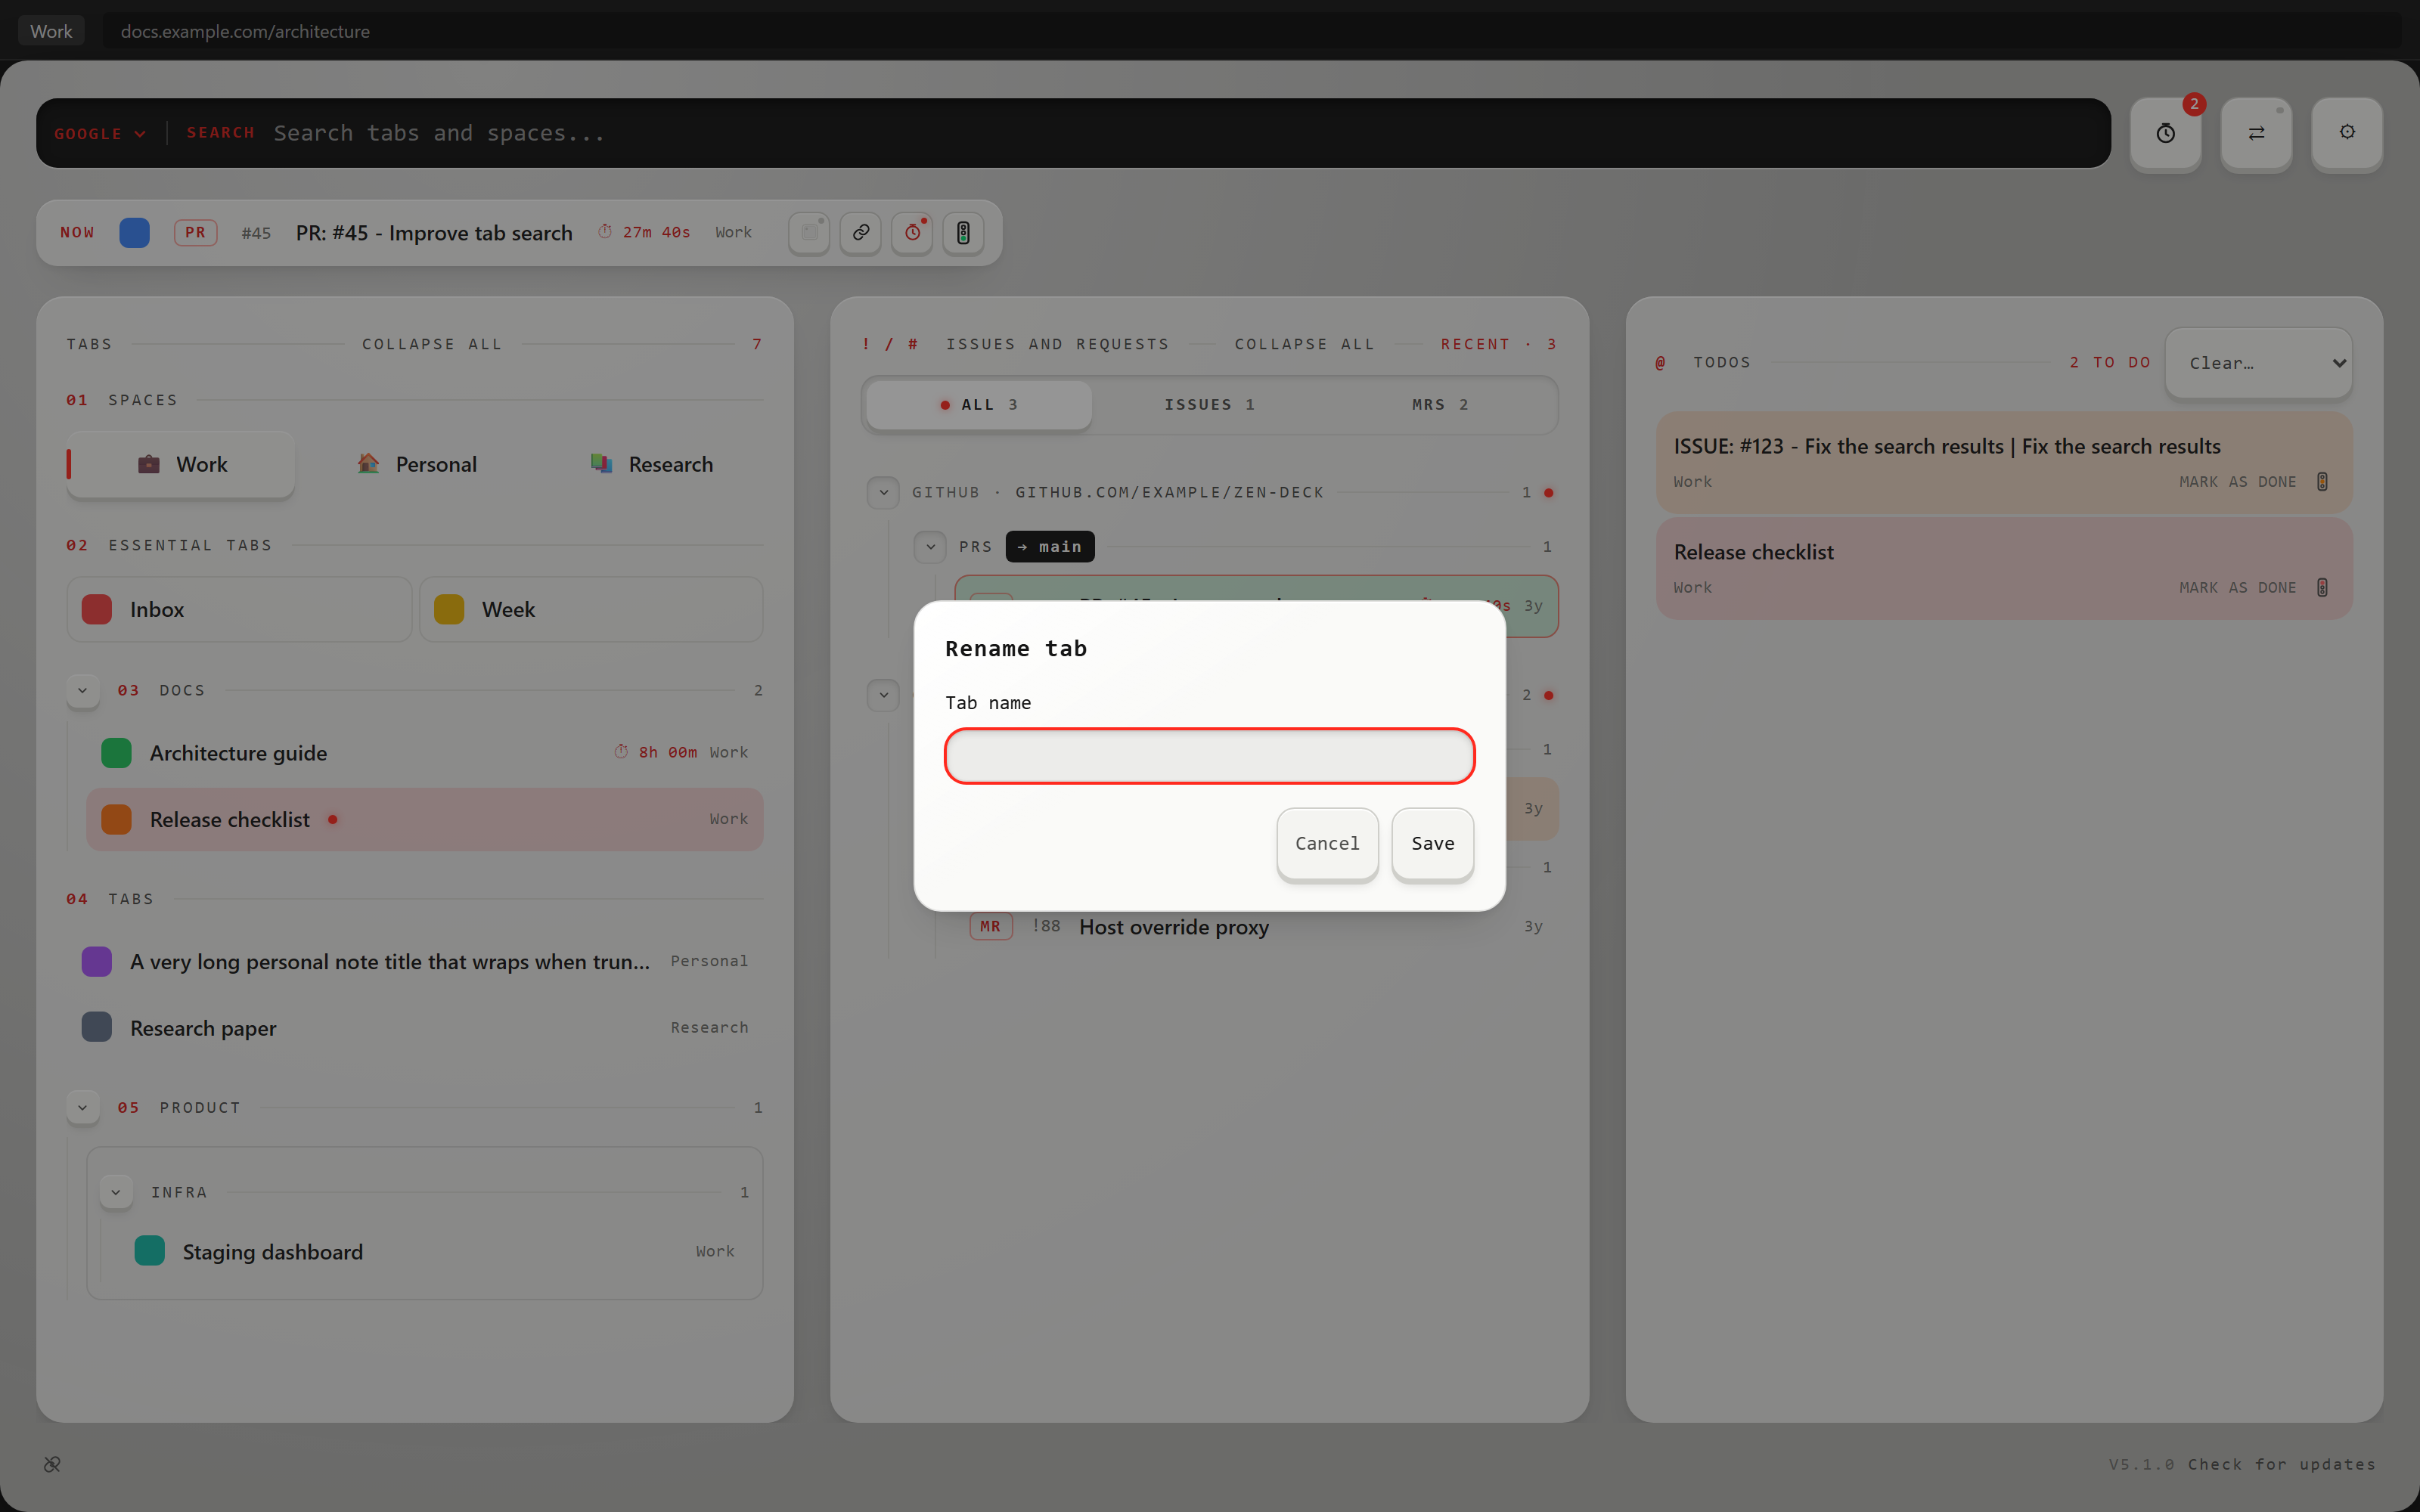 Work docs.example.com/architecture
GOOGLE SEARCH Search tabs and spaces... 2
NOW PR #45 PR: #45 - Improve tab search 27m 40s Work
TABS COLLAPSE ALL 7
01 SPACES
Work Personal Research
02 ESSENTIAL TABS
Inbox Week
03 DOCS 2
Architecture guide 8h 00m Work
Release checklist Work
04 TABS
A very long personal note title that wraps when trun... Personal
Research paper Research
05 PRODUCT 1
INFRA 1
Staging dashboard Work
! / # ISSUES AND REQUESTS COLLAPSE ALL RECENT · 3
ALL 3 ISSUES 1 MRS 2
GITHUB · GITHUB.COM/EXAMPLE/ZEN-DECK 1
PRS → main 1
3y
2
1
3y
1
MR !88 Host override proxy 3y
Rename tab
Tab name
Cancel Save
@ TODOS 2 TO DO Clear…
ISSUE: #123 - Fix the search results | Fix the search results
Work MARK AS DONE
Release checklist
Work MARK AS DONE
V5.1.0 Check for updates